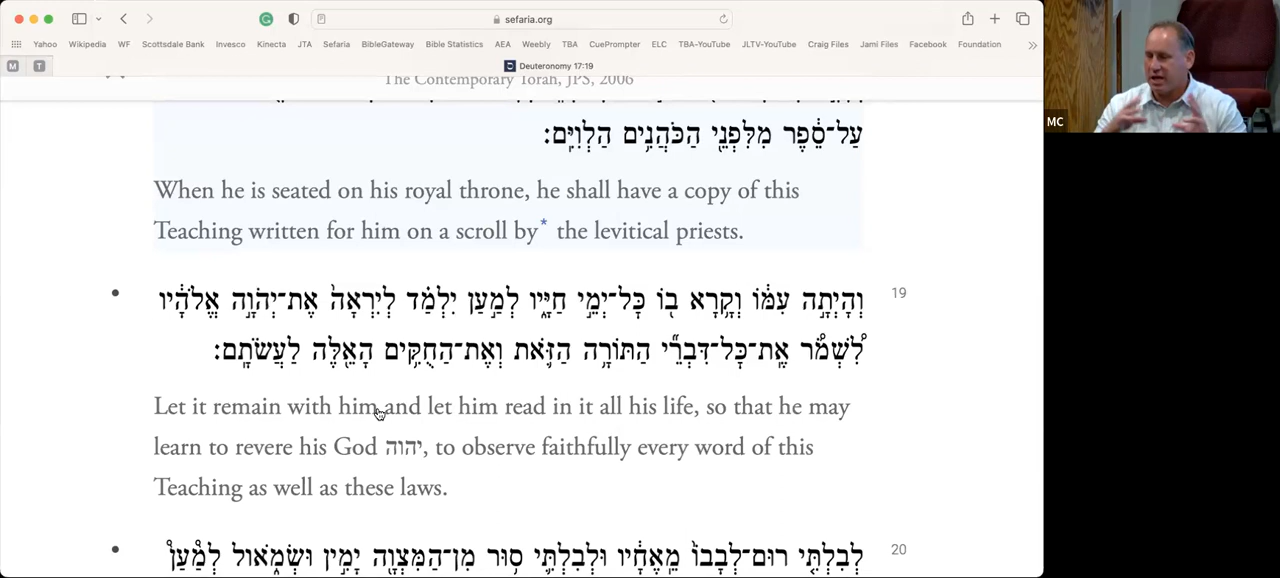 sefaria.org
Yahoo Wikipedia WF Scottsdale Bank Invesco Kinecta JTA Sefaria BibleGateway Bible Statistics AEA Weebly TBA CuePrompter ELC TBA-YouTube JLTV-YouTube Craig Files Jami Files Facebook Foundation
M T Deuteronomy 17:19
The Contemporary Torah, JPS, 2006
עַל־סֵ֔פֶר מִלִּפְנֵ֥י הַכֹּהֲנִ֖ים הַלְוִיִּֽם׃
When he is seated on his royal throne, he shall have a copy of this
Teaching written for him on a scroll by* the levitical priests.
19
וְהָיְתָ֣ה עִמּ֔וֹ וְקָ֥רָא ב֖וֹ כׇּל־יְמֵ֣י חַיָּ֑יו לְמַ֣עַן יִלְמַ֗ד לְיִרְאָה֙ אֶת־יְהֹוָ֣ה אֱלֹהָ֔יו
לִ֠שְׁמֹ֠ר אֶֽת־כׇּל־דִּבְרֵ֞י הַתּוֹרָ֥ה הַזֹּ֛את וְאֶת־הַחֻקִּ֥ים הָאֵ֖לֶּה לַעֲשֹׂתָֽם׃
Let it remain with him and let him read in it all his life, so that he may
learn to revere his God יהוה, to observe faithfully every word of this
Teaching as well as these laws.
20
לְבִלְתִּ֤י רוּם־לְבָבוֹ֙ מֵֽאֶחָ֔יו וּלְבִלְתִּ֛י ס֥וּר מִן־הַמִּצְוָ֖ה יָמִ֣ין וּשְׂמֹ֑אול לְמַ֩עַן֩
MC